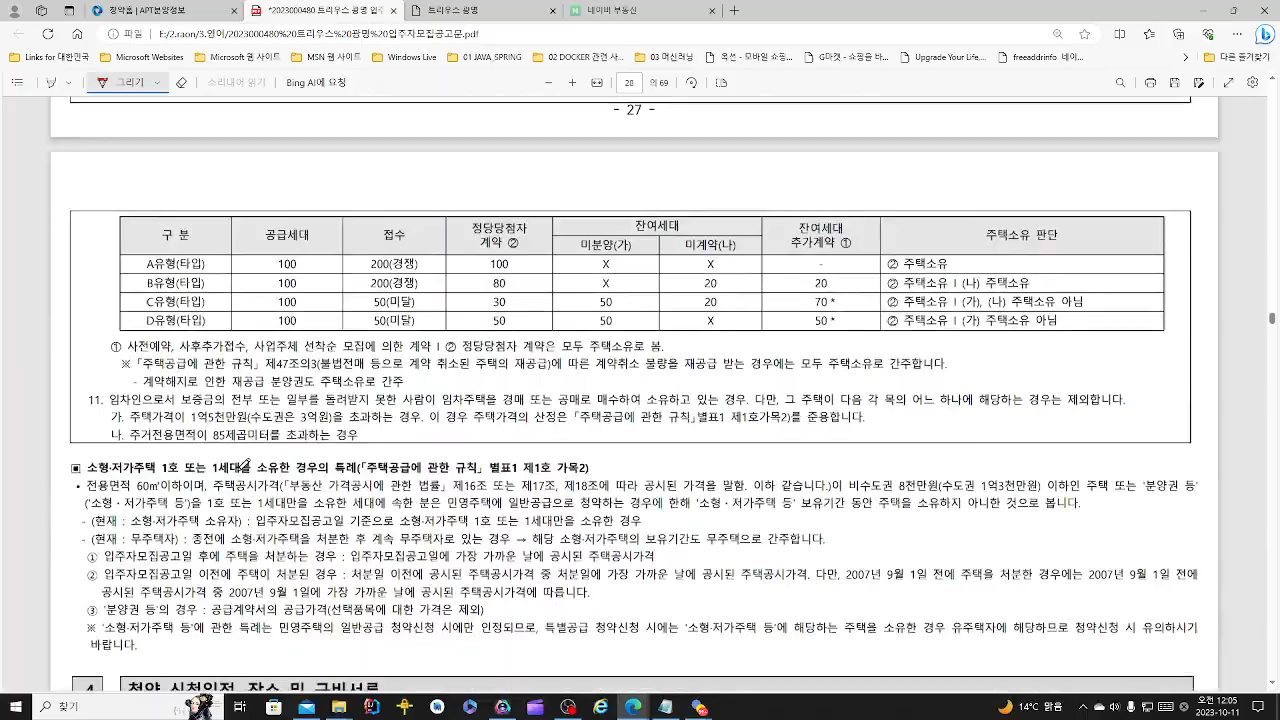 청약홈 | APT분양정보
*2023000480 트리우스 광명 입주
트리우스 광명
네이버 부동산
파일
E:/2.raon/3.영이/2023000480%20트리우스%20광명%20입주자모집공고문.pdf
Links for 대한민국
Microsoft Websites
Microsoft 웹 사이트
MSN 웹 사이트
Windows Live
01 JAVA SPRING
02 DOCKER 관련 사...
03 머신러닝
옥션 - 모바일 쇼핑...
G마켓 - 쇼핑을 바...
Upgrade Your Life,...
freeaddrinfo 네이...
다른 즐겨찾기
그리기
소리내어 읽기
Bing AI에 요청
28
의 69
- 27 -
구 분 공급세대 접수 정당당첨자 계약 ② 잔여세대 잔여세대 추가계약 ① 주택소유 판단
미분양(가) 미계약(나)
A유형(타입) 100 200(경쟁) 100 X X - ② 주택소유
B유형(타입) 100 200(경쟁) 80 X 20 20 ② 주택소유 I (나) 주택소유
C유형(타입) 100 50(미달) 30 50 20 70 * ② 주택소유 I (가), (나) 주택소유 아님
D유형(타입) 100 50(미달) 50 50 X 50 * ② 주택소유 I (가) 주택소유 아님
① 사전예약, 사후추가접수, 사업주체 선착순 모집에 의한 계약 I ② 정당당첨자 계약은 모두 주택소유로 봄.
※「주택공급에 관한 규칙」 제47조의3(불법전매 등으로 계약 취소된 주택의 재공급)에 따른 계약취소 물량을 재공급 받는 경우에는 모두 주택소유로 간주합니다.
- 계약해지로 인한 재공급 분양권도 주택소유로 간주
11. 임차인으로서 보증금의 전부 또는 일부를 돌려받지 못한 사람이 임차주택을 경매 또는 공매로 매수하여 소유하고 있는 경우. 다만, 그 주택이 다음 각 목의 어느 하나에 해당하는 경우는 제외합니다.
가. 주택가격이 1억5천만원(수도권은 3억원)을 초과하는 경우. 이 경우 주택가격의 산정은 「주택공급에 관한 규칙」별표1 제1호가목2)를 준용합니다.
나. 주거전용면적이 85제곱미터를 초과하는 경우
▣ 소형·저가주택 1호 또는 1세대를 소유한 경우의 특례(「주택공급에 관한 규칙」 별표1 제1호 가목2)
• 전용면적 60㎡이하이며, 주택공시가격(「부동산 가격공시에 관한 법률」 제16조 또는 제17조, 제18조에 따라 공시된 가격을 말함. 이하 같습니다.)이 비수도권 8천만원(수도권 1억3천만원) 이하인 주택 또는 '분양권 등'
('소형·저가주택 등')을 1호 또는 1세대만을 소유한 세대에 속한 분은 민영주택에 일반공급으로 청약하는 경우에 한해 '소형·저가주택 등' 보유기간 동안 주택을 소유하지 아니한 것으로 봅니다.
- (현재 : 소형·저가주택 소유자) : 입주자모집공고일 기준으로 소형·저가주택 1호 또는 1세대만을 소유한 경우
- (현재 : 무주택자) : 종전에 소형·저가주택을 처분한 후 계속 무주택자로 있는 경우 → 해당 소형·저가주택의 보유기간도 무주택으로 간주합니다.
① 입주자모집공고일 후에 주택을 처분하는 경우 : 입주자모집공고일에 가장 가까운 날에 공시된 주택공시가격
② 입주자모집공고일 이전에 주택이 처분된 경우 : 처분일 이전에 공시된 주택공시가격 중 처분일에 가장 가까운 날에 공시된 주택공시가격. 다만, 2007년 9월 1일 전에 주택을 처분한 경우에는 2007년 9월 1일 전에
공시된 주택공시가격 중 2007년 9월 1일에 가장 가까운 날에 공시된 주택공시가격에 따릅니다.
③ '분양권 등'의 경우 : 공급계약서의 공급가격(선택품목에 대한 가격은 제외)
※ '소형·저가주택 등'에 관한 특례는 민영주택의 일반공급 청약신청 시에만 인정되므로, 특별공급 청약신청 시에는 '소형·저가주택 등'에 해당하는 주택을 소유한 경우 유주택자에 해당하므로 청약신청 시 유의하시기
바랍니다.
4 청약 신청일정, 장소 및 구비서류
찾기
14°C 맑음
오전 12:05
2023-10-11